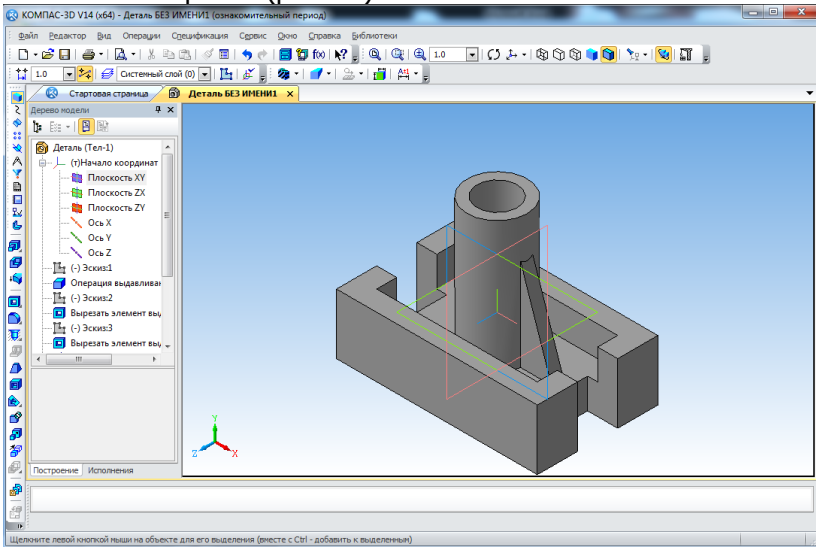 КОМПАС-3D V14 (x64) - Деталь БЕЗ ИМЕНИ1 (ознакомительный период)
Файл Редактор Вид Операции Спецификация Сервис Окно Справка Библиотеки
f(x) 1.0
1.0 Системный слой (0)
Стартовая страница Деталь БЕЗ ИМЕНИ1 ×
Дерево модели
Деталь (Тел-1)
(т)Начало координат
Плоскость XY
Плоскость ZX
Плоскость ZY
Ось X
Ось Y
Ось Z
(-) Эскиз:1
Операция выдавливан
(-) Эскиз:2
Вырезать элемент вы
(-) Эскиз:3
Вырезать элемент вы
Y
Z X
Построение Исполнения
Щелкните левой кнопкой мыши на объекте для его выделения (вместе с Ctrl - добавить к выделенным)